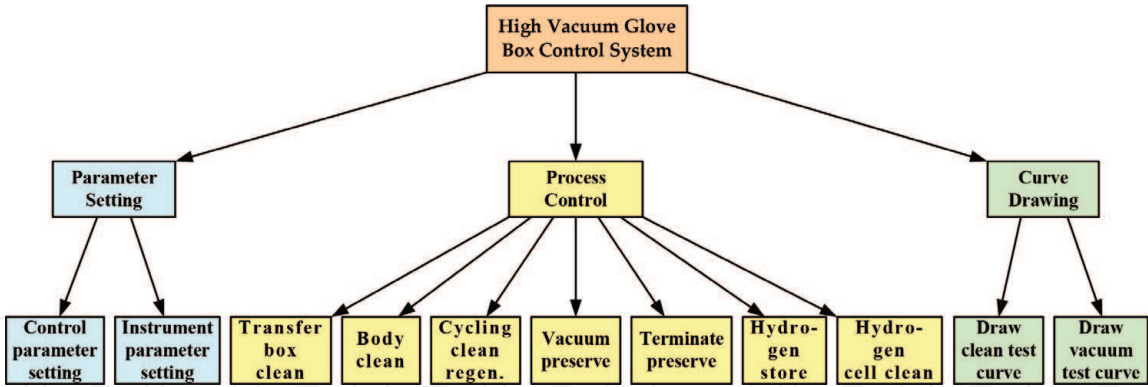 High Vacuum Glove
Box Control System
Parameter
Setting
Process
Control
Curve
Drawing
Control
parameter
setting
Instrument
parameter
setting
Transfer
box
clean
Body
clean
Cycling
clean
regen.
Vacuum
preserve
Terminate
preserve
Hydro-
gen
store
Hydro-
gen
cell clean
Draw
clean test
curve
Draw
vacuum
test curve